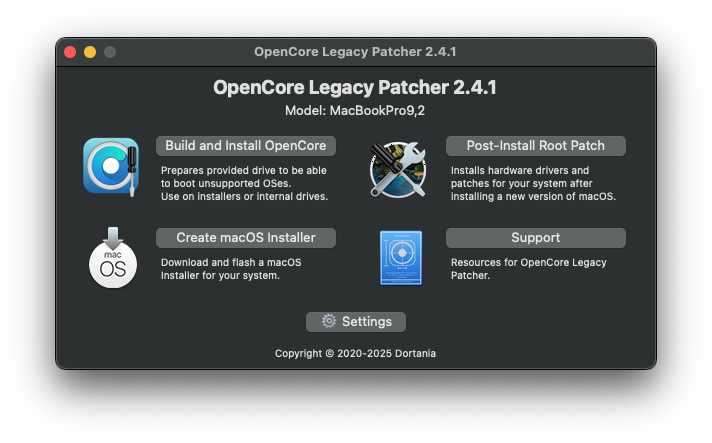 OpenCore Legacy Patcher 2.4.1
OpenCore Legacy Patcher 2.4.1
Model: MacBookPro9,2
Build and Install OpenCore
Prepares provided drive to be able
to boot unsupported OSes.
Use on installers or internal drives.
Post-Install Root Patch
Installs hardware drivers and
patches for your system after
installing a new version of macOS.
mac
OS
Create macOS Installer
Download and flash a macOS
Installer for your system.
Support
Resources for OpenCore Legacy
Patcher.
Settings
Copyright © 2020-2025 Dortania